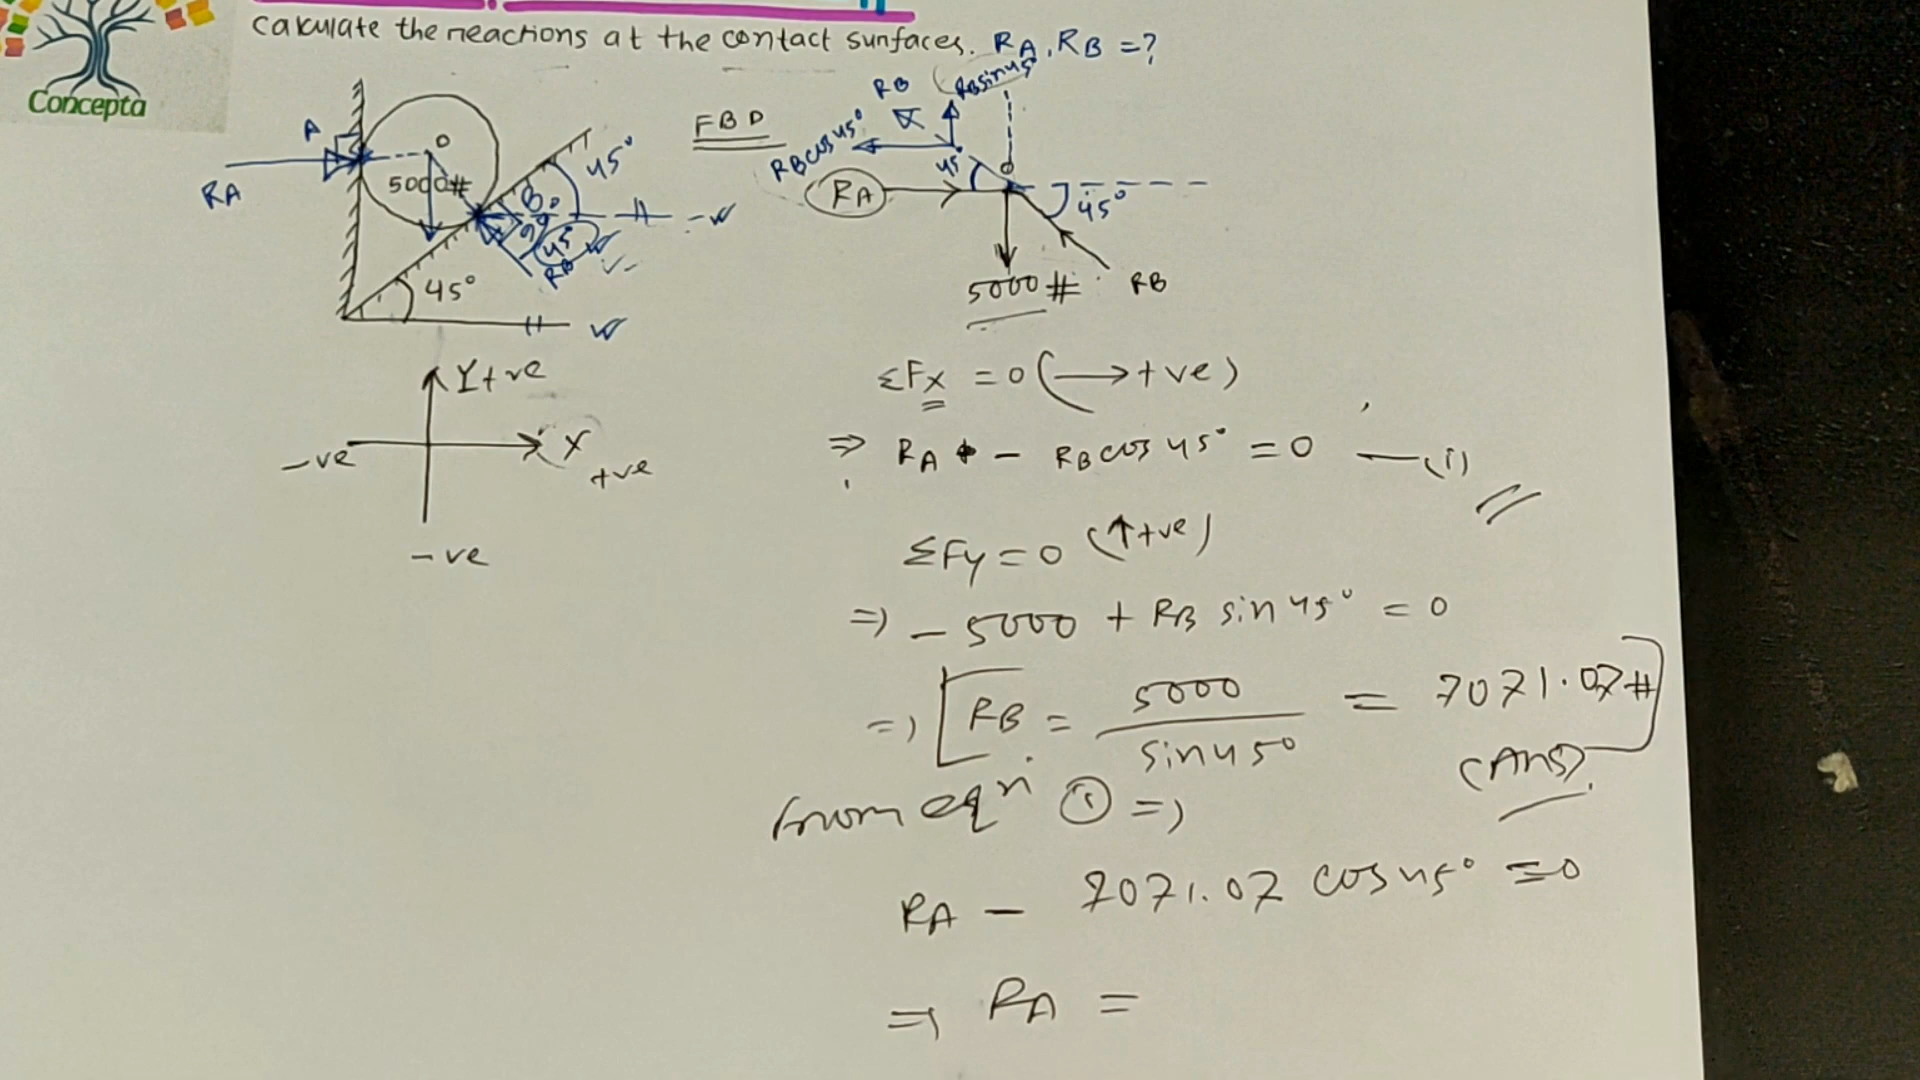 calculate the reactions at the contact surfaces. RA, RB = ?
Concepta
A
RA
O
5000#
B
90
45°
RB
45°
45°
FBD
RB
RB sin45°
RB cos45°
45°
RA
O
45°
5000#
RB
Y+ve
X
+ve
-ve
-ve
ΣFx = 0 (→+ve)
⇒ RA - RB cos45° = 0 —(i)
ΣFy = 0 (↑+ve)
⇒ - 5000 + RB sin45° = 0
⇒ RB = 5000 / sin45° = 7071.07#
(Ans)
from eqn (i) ⇒
RA - 7071.07 cos45° = 0
⇒ RA =